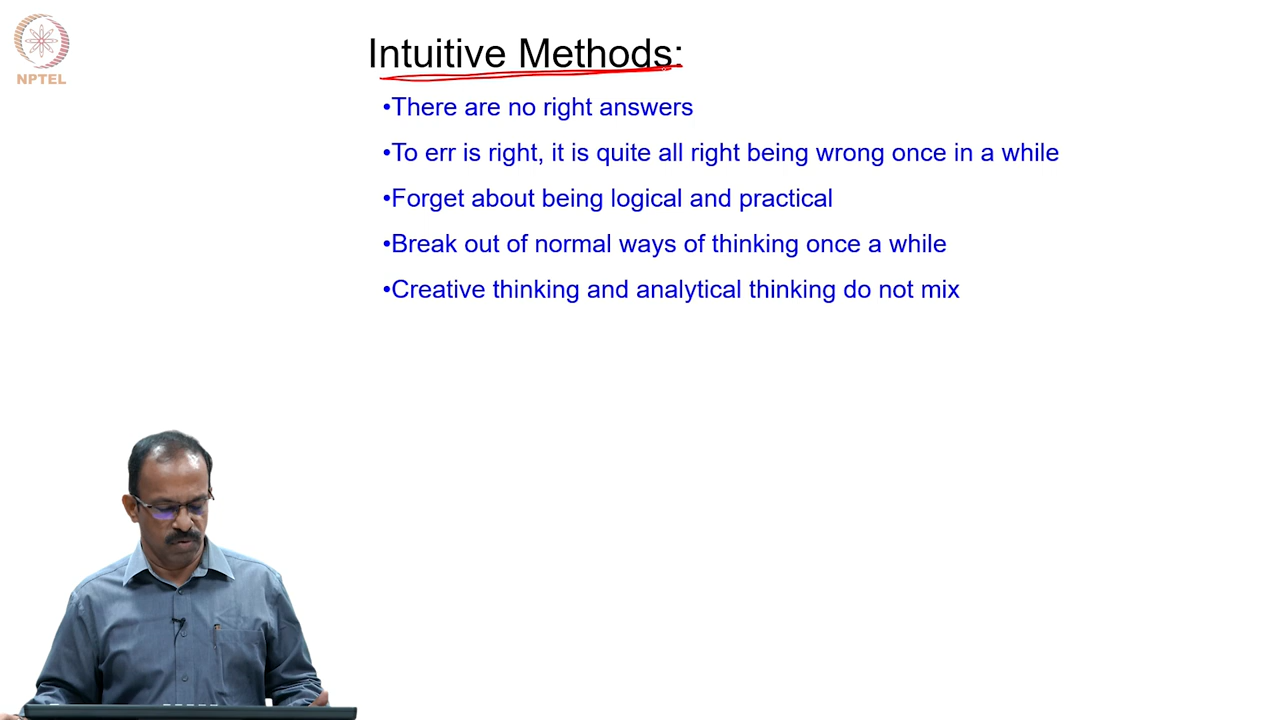 NPTEL
Intuitive Methods:
•There are no right answers
•To err is right, it is quite all right being wrong once in a while
•Forget about being logical and practical
•Break out of normal ways of thinking once a while
•Creative thinking and analytical thinking do not mix